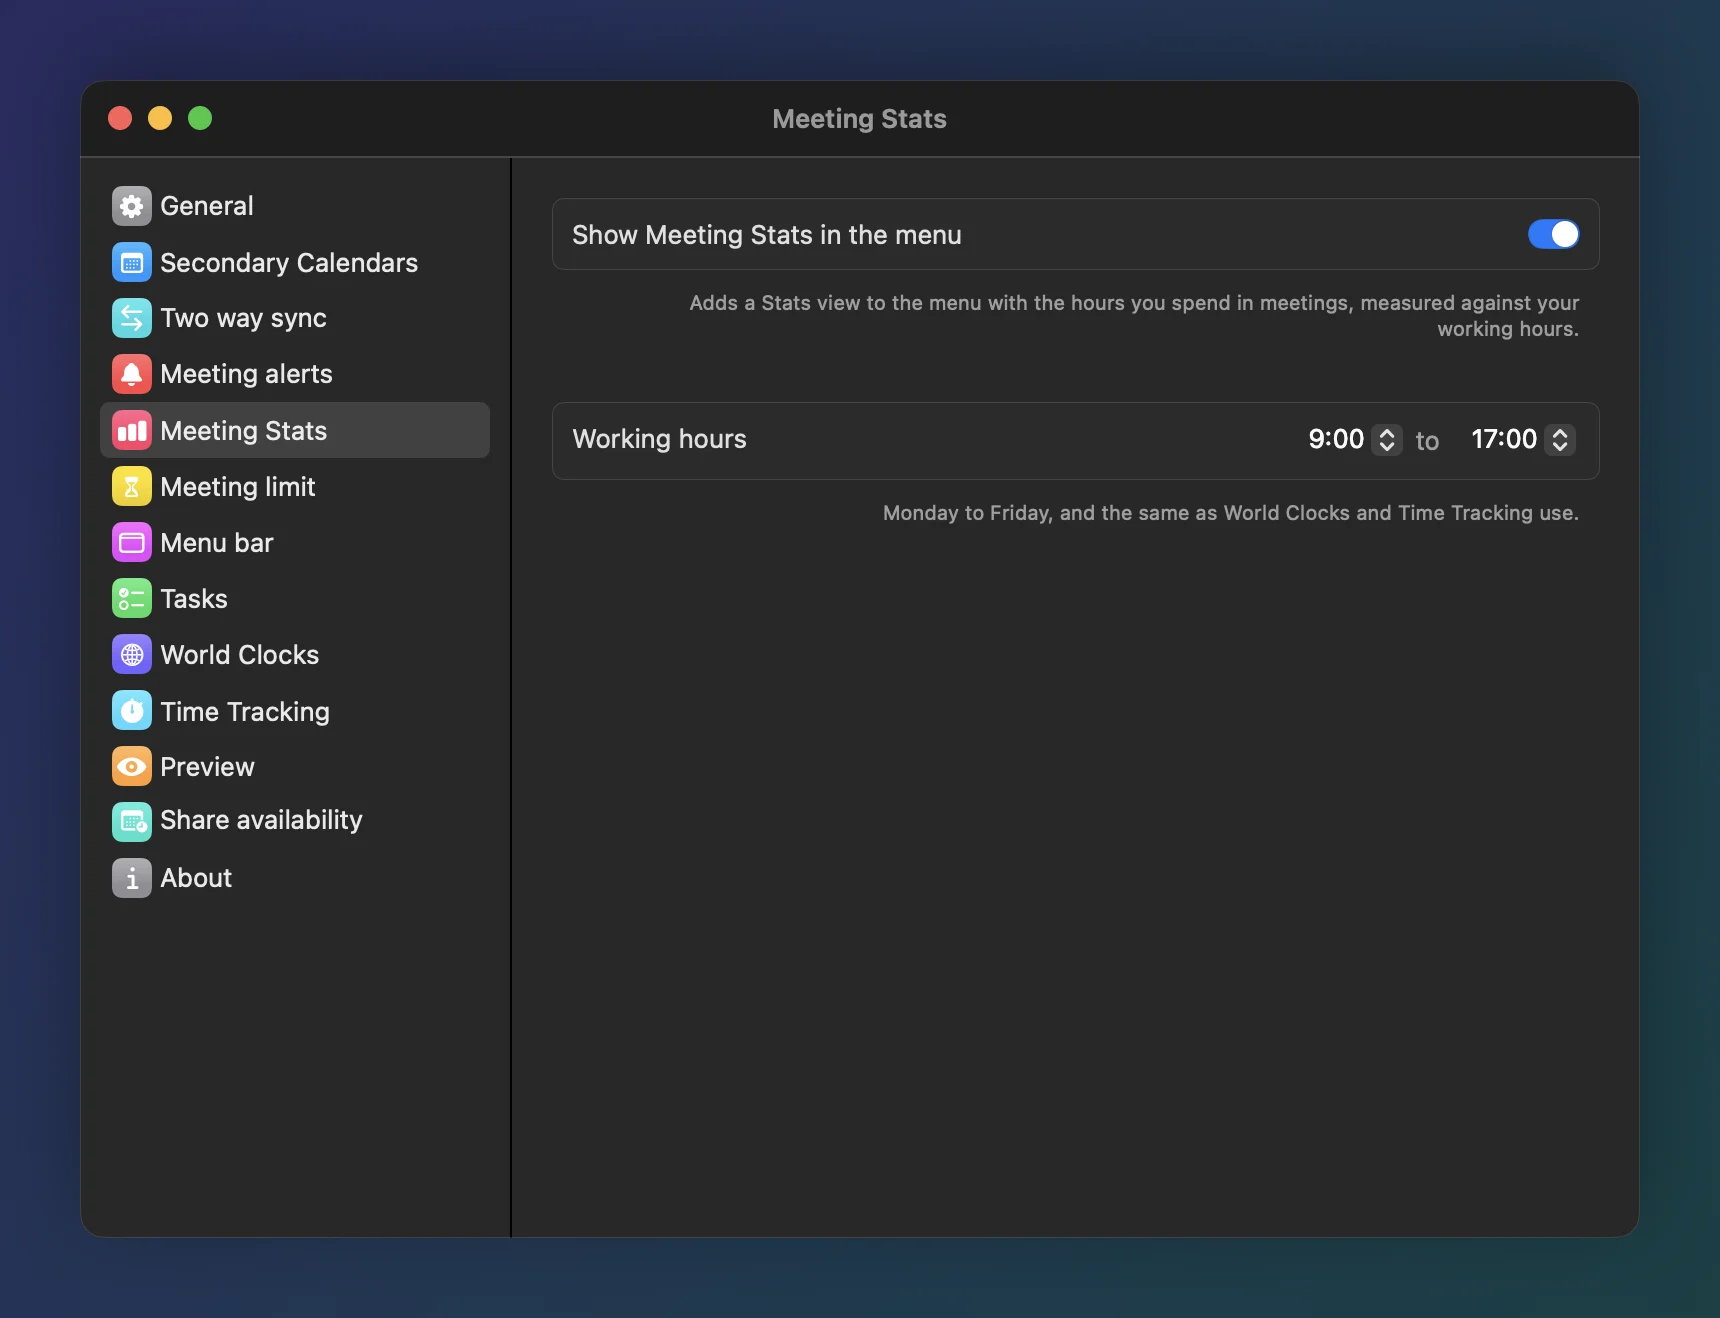 Meeting Stats
General
Secondary Calendars
Two way sync
Meeting alerts
Meeting Stats
Meeting limit
Menu bar
Tasks
World Clocks
Time Tracking
Preview
Share availability
About
Show Meeting Stats in the menu
Adds a Stats view to the menu with the hours you spend in meetings, measured against your
working hours.
Working hours 9:00 to 17:00
Monday to Friday, and the same as World Clocks and Time Tracking use.